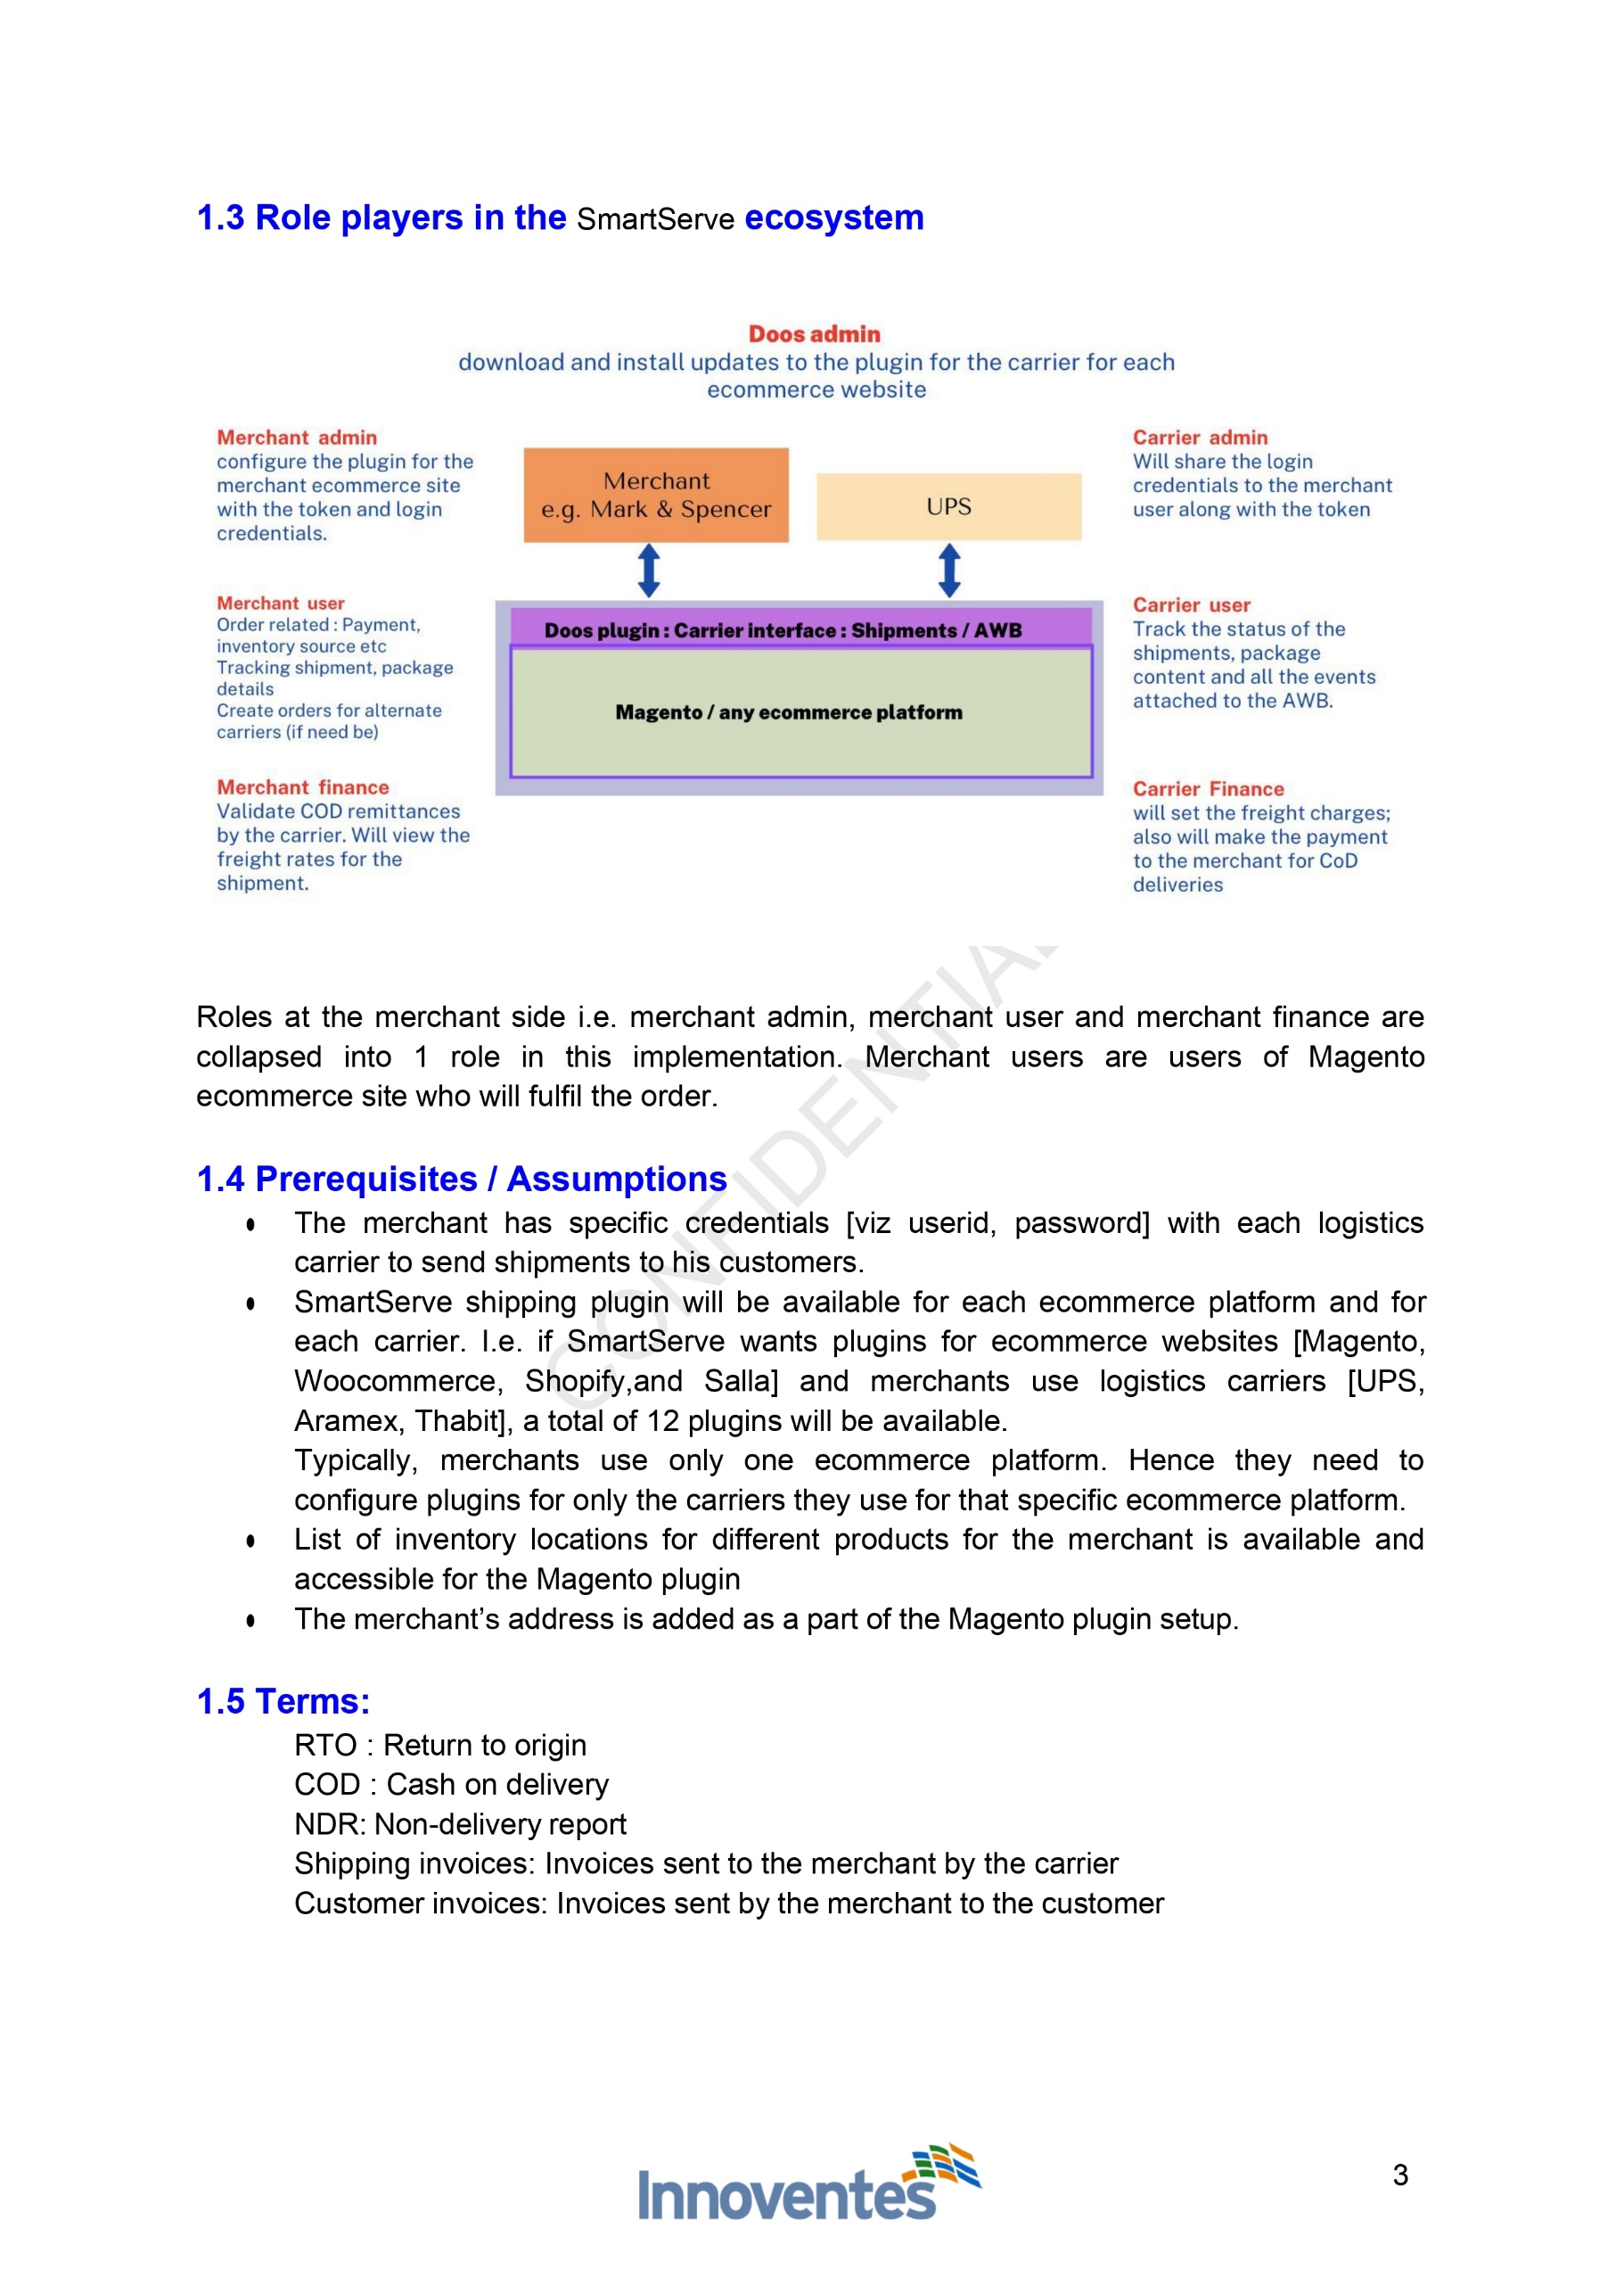 1.3 Role players in the SmartServe ecosystem
Doos admin
download and install updates to the plugin for the carrier for each
ecommerce website
Merchant admin
configure the plugin for the
merchant ecommerce site
with the token and login
credentials.
Merchant
e.g. Mark & Spencer
UPS
Carrier admin
Will share the login
credentials to the merchant
user along with the token
Merchant user
Order related : Payment,
inventory source etc
Tracking shipment, package
details
Create orders for alternate
carriers (if need be)
Doos plugin : Carrier interface : Shipments / AWB
Magento / any ecommerce platform
Carrier user
Track the status of the
shipments, package
content and all the events
attached to the AWB.
Merchant finance
Validate COD remittances
by the carrier. Will view the
freight rates for the
shipment.
Carrier Finance
will set the freight charges;
also will make the payment
to the merchant for CoD
deliveries
Roles at the merchant side i.e. merchant admin, merchant user and merchant finance are
collapsed into 1 role in this implementation. Merchant users are users of Magento
ecommerce site who will fulfil the order.
1.4 Prerequisites / Assumptions
● The merchant has specific credentials [viz userid, password] with each logistics
carrier to send shipments to his customers.
● SmartServe shipping plugin will be available for each ecommerce platform and for
each carrier. I.e. if SmartServe wants plugins for ecommerce websites [Magento,
Woocommerce, Shopify,and Salla] and merchants use logistics carriers [UPS,
Aramex, Thabit], a total of 12 plugins will be available.
Typically, merchants use only one ecommerce platform. Hence they need to
configure plugins for only the carriers they use for that specific ecommerce platform.
● List of inventory locations for different products for the merchant is available and
accessible for the Magento plugin
● The merchant’s address is added as a part of the Magento plugin setup.
1.5 Terms:
RTO : Return to origin
COD : Cash on delivery
NDR: Non-delivery report
Shipping invoices: Invoices sent to the merchant by the carrier
Customer invoices: Invoices sent by the merchant to the customer
CONFIDENTIAL
Innoventes
3